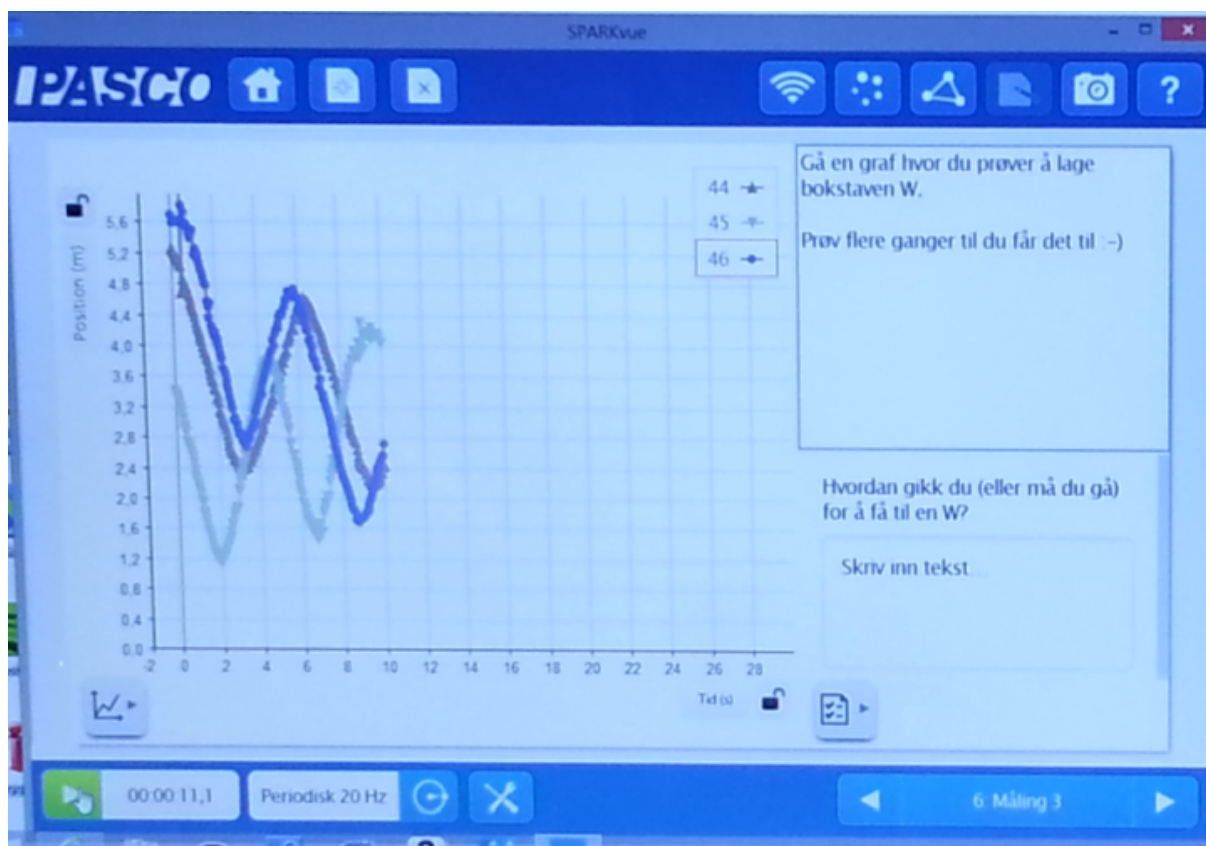 SPARKvue
PASCO
?
44
45
46
Position (m)
5,6
5,2
4,8
4,4
4,0
3,6
3,2
2,8
2,4
2,0
1,6
1,2
0,8
0,4
0,0
-2 0 2 4 6 8 10 12 14 16 18 20 22 24 26 28
Tid (s)
Gå en graf hvor du prøver å lage
bokstaven W.
Prøv flere ganger til du får det til :-)
Hvordan gikk du (eller må du gå)
for å få til en W?
Skriv inn tekst...
00:00:11,1
Periodisk 20 Hz
6: Måling 3